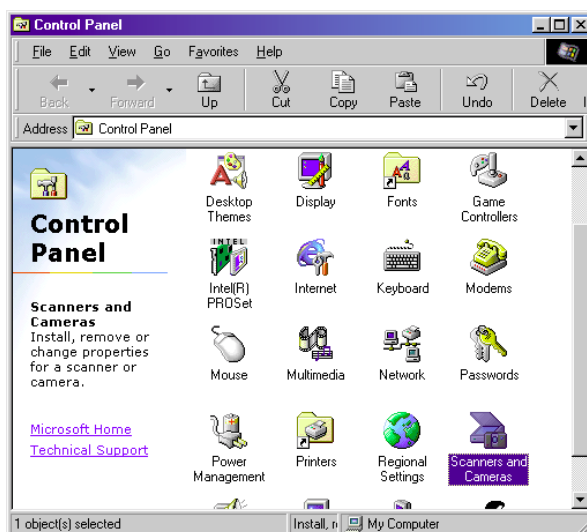 Control Panel
File Edit View Go Favorites Help
Back Forward Up Cut Copy Paste Undo Delete
Address Control Panel
Control
Panel
Scanners and
Cameras
Install, remove or
change properties
for a scanner or
camera.
Microsoft Home
Technical Support
Desktop
Themes
Display
Fonts
Game
Controllers
INTEL
Intel(R)
PROSet
Internet
Keyboard
Modems
Mouse
Multimedia
Network
Passwords
Power
Management
Printers
Regional
Settings
Scanners and
Cameras
1 object(s) selected
Install, My Computer